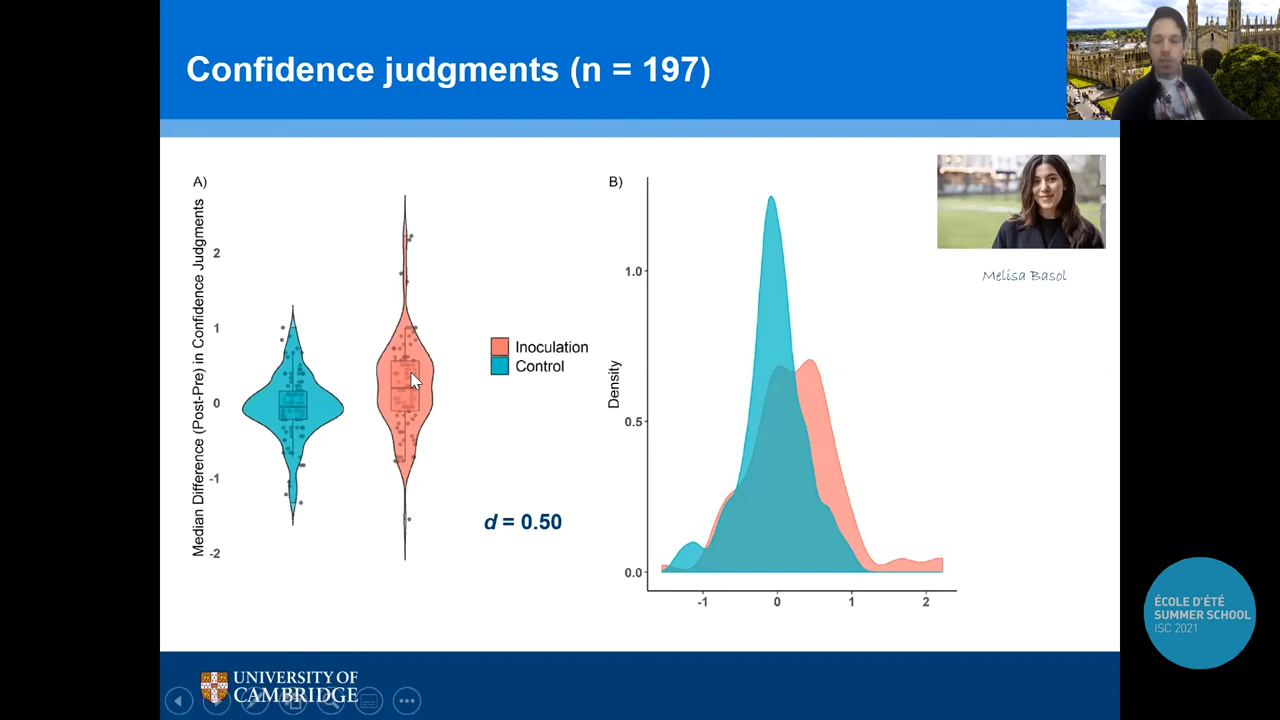 Confidence judgments (n = 197)
A)
Median Difference (Post-Pre) in Confidence Judgments
2
1
0
-1
-2
Inoculation
Control
d = 0.50
B)
Density
1.0
0.5
0.0
-1
0
1
2
Melisa Basol
ÉCOLE D'ÉTÉ
SUMMER SCHOOL
ISC 2021
UNIVERSITY OF
CAMBRIDGE